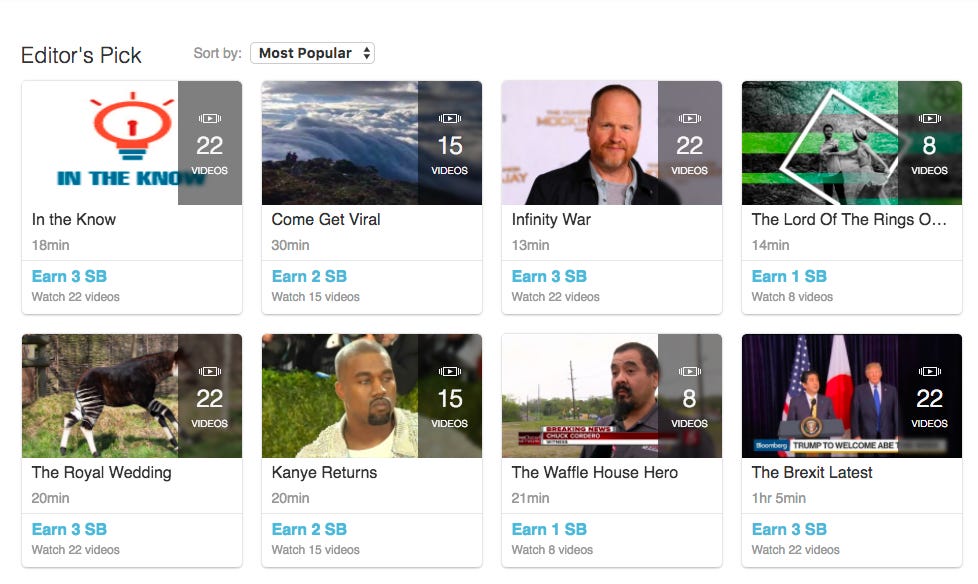 Editor's Pick
Sort by: Most Popular
IN THE KNOW
22
VIDEOS
15
VIDEOS
22
VIDEOS
8
VIDEOS
In the Know
Come Get Viral
Infinity War
The Lord Of The Rings O...
18min
30min
13min
14min
Earn 3 SB
Earn 2 SB
Earn 3 SB
Earn 1 SB
Watch 22 videos
Watch 15 videos
Watch 22 videos
Watch 8 videos
22
VIDEOS
15
VIDEOS
8
VIDEOS
22
VIDEOS
BREAKING NEWS
CHUCK CORDERO
WITNESS
Bloomberg TRUMP TO WELCOME ABE
The Royal Wedding
Kanye Returns
The Waffle House Hero
The Brexit Latest
20min
20min
21min
1hr 5min
Earn 3 SB
Earn 2 SB
Earn 1 SB
Earn 3 SB
Watch 22 videos
Watch 15 videos
Watch 8 videos
Watch 22 videos